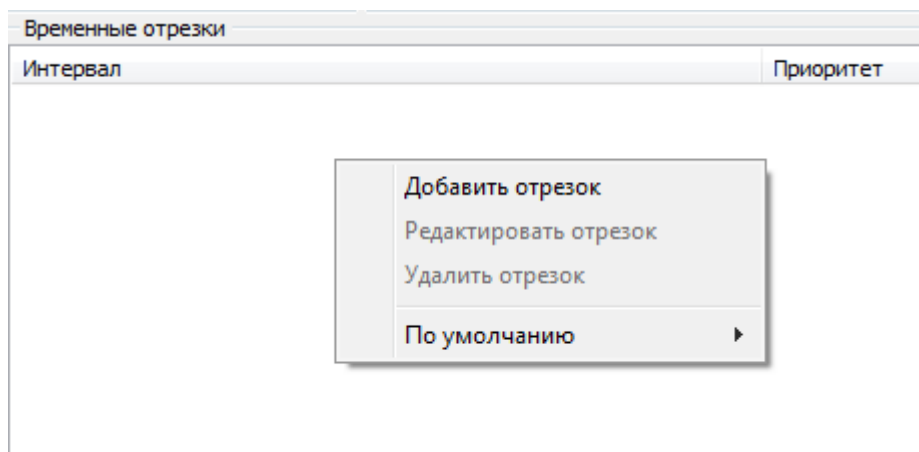 Временные отрезки
Интервал Приоритет
Добавить отрезок
Редактировать отрезок
Удалить отрезок
По умолчанию